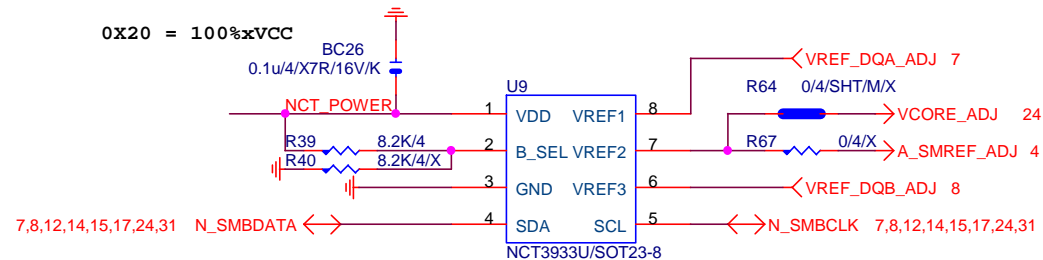 0X20 = 100%xVCC
BC26
0.1u/4/X7R/16V/K
NCT_POWER
R39 8.2K/4
R40 8.2K/4/X
U9
1 VDD VREF1 8
2 B_SEL VREF2 7
3 GND VREF3 6
4 SDA SCL 5
NCT3933U/SOT23-8
7,8,12,14,15,17,24,31 N_SMBDATA
VREF_DQA_ADJ 7
R64 0/4/SHT/M/X
VCORE_ADJ 24
R67 0/4/X
A_SMREF_ADJ 4
VREF_DQB_ADJ 8
N_SMBCLK 7,8,12,14,15,17,24,31